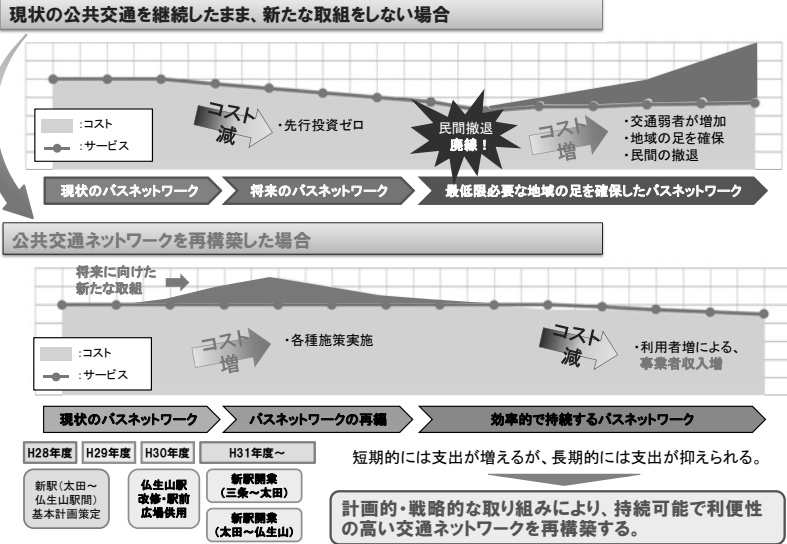 現状の公共交通を継続したまま、新たな取組をしない場合
:コスト
:サービス
コスト
減
・先行投資ゼロ
民間撤退
廃線！
コスト
増
・交通弱者が増加
・地域の足を確保
・民間の撤退
現状のバスネットワーク
将来のバスネットワーク
最低限必要な地域の足を確保したバスネットワーク
公共交通ネットワークを再構築した場合
将来に向けた
新たな取組
:コスト
:サービス
コスト
増
・各種施策実施
コスト
減
・利用者増による、
事業者収入増
現状のバスネットワーク
バスネットワークの再編
効率的で持続するバスネットワーク
H28年度
H29年度
H30年度
H31年度～
新駅(太田～
仏生山駅間)
基本計画策定
仏生山駅
改修・駅前
広場供用
新駅開業
(三条～太田)
新駅開業
(太田～仏生山)
短期的には支出が増えるが、長期的には支出が抑えられる。
計画的・戦略的な取り組みにより、持続可能で利便性
の高い交通ネットワークを再構築する。